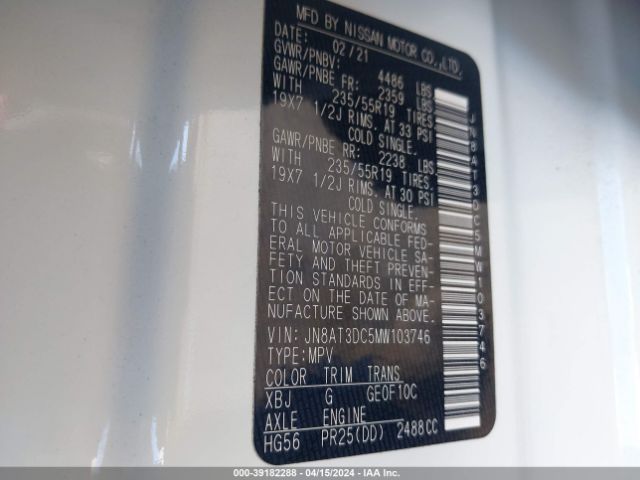 MFD BY NISSAN MOTOR CO.,LTD.
DATE: 02/21
GVWR/PNBV: 4486 LBS
GAWR/PNBE FR: 2359 LBS
WITH 235/55R19 TIRES.
19X7 1/2J RIMS. AT 33 PSI
COLD SINGLE.
GAWR/PNBE RR: 2238 LBS
WITH 235/55R19 TIRES.
19X7 1/2J RIMS. AT 30 PSI
COLD SINGLE.
THIS VEHICLE CONFORMS
TO ALL APPLICABLE FED-
ERAL MOTOR VEHICLE SA-
FETY AND THEFT PREVEN-
TION STANDARDS IN EFF-
ECT ON THE DATE OF MA-
NUFACTURE SHOWN ABOVE.
VIN: JN8AT3DC5MW103746
TYPE:MPV
COLOR TRIM TRANS
XBJ G GE0F10C
AXLE ENGINE
HG56 PR25(DD) 2488CC
JN8AT3DC5MW103746
000-39182288 - 04/15/2024 - IAA Inc.